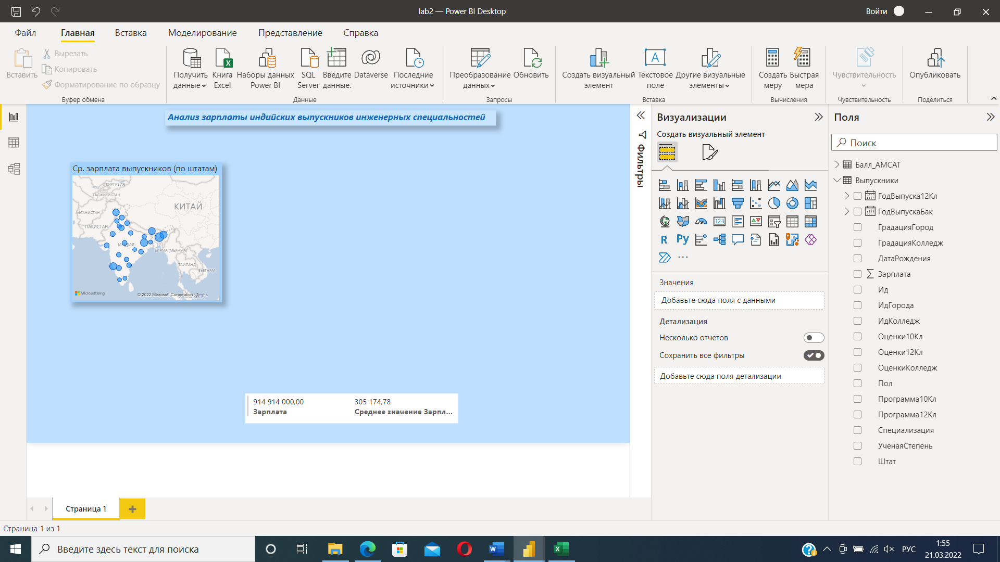 lab2 — Power BI Desktop
Войти
Файл
Главная
Вставка
Моделирование
Представление
Справка
Вставить
Вырезать
Копировать
Форматирование по образцу
Буфер обмена
Получить данные
Книга Excel
Наборы данных Power BI
SQL Server
Введите данные.
Dataverse
Последние источники
Данные
Преобразование данных
Обновить
Запросы
Создать визуальный элемент
Текстовое поле
Другие визуальные элементы
Вставка
Создать меру
Быстрая мера
Вычисления
Чувствительность
Чувствительность
Опубликовать
Поделиться
Анализ зарплаты индийских выпускников инженерных специальностей
Ср. зарплата выпускников (по штатам)
КИРГИЗИЯ
ТАДЖИКИСТАН
КИТАЙ
АФГАНИСТАН
ПАКИСТАН
ИНДИЯ
БИРМА (МЬЯНМА)
ТАИЛАНД
ВЬЕТНАМ
Microsoft Bing
© 2022 Microsoft Corporation Terms
914 914 000,00
Зарплата
305 174,78
Среднее значение Зарпл...
Фильтры
Визуализации
Создать визуальный элемент
123
R
Py
...
Значения
Добавьте сюда поля с данными
Детализация
Несколько отчетов
Сохранить все фильтры
Добавьте сюда поля детализации
Поля
Поиск
Балл_АМСАТ
Выпускники
ГодВыпуска12Кл
ГодВыпускаБак
ГрадацияГород
ГрадацияКолледж
ДатаРождения
Зарплата
Ид
ИдГорода
ИдКолледж
Оценки10Кл
Оценки12Кл
ОценкиКолледж
Пол
Программа10Кл
Программа12Кл
Специализация
УченаяСтепень
Штат
Страница 1
Страница 1 из 1
Введите здесь текст для поиска
РУС
1:55
21.03.2022